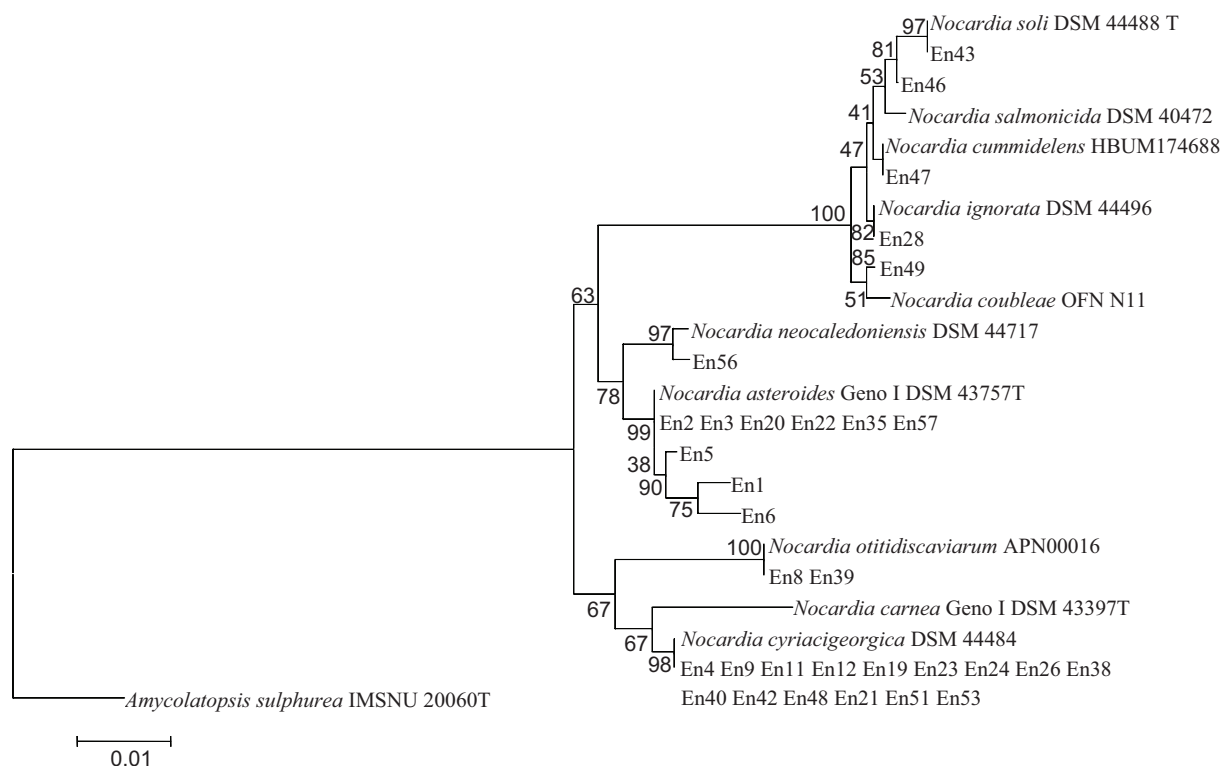 97
Nocardia soli DSM 44488 T
81
En43
53
En46
41
Nocardia salmonicida DSM 40472
47
Nocardia cummidelens HBUM174688
En47
100
Nocardia ignorata DSM 44496
82
En28
85
En49
51
Nocardia coubleae OFN N11
63
97
Nocardia neocaledoniensis DSM 44717
En56
78
Nocardia asteroides Geno I DSM 43757T
99
En2 En3 En20 En22 En35 En57
38
En5
90
En1
75
En6
100
Nocardia otitidiscaviarum APN00016
En8 En39
67
Nocardia carnea Geno I DSM 43397T
67
Nocardia cyriacigeorgica DSM 44484
98
En4 En9 En11 En12 En19 En23 En24 En26 En38
En40 En42 En48 En21 En51 En53
Amycolatopsis sulphurea IMSNU 20060T
0.01